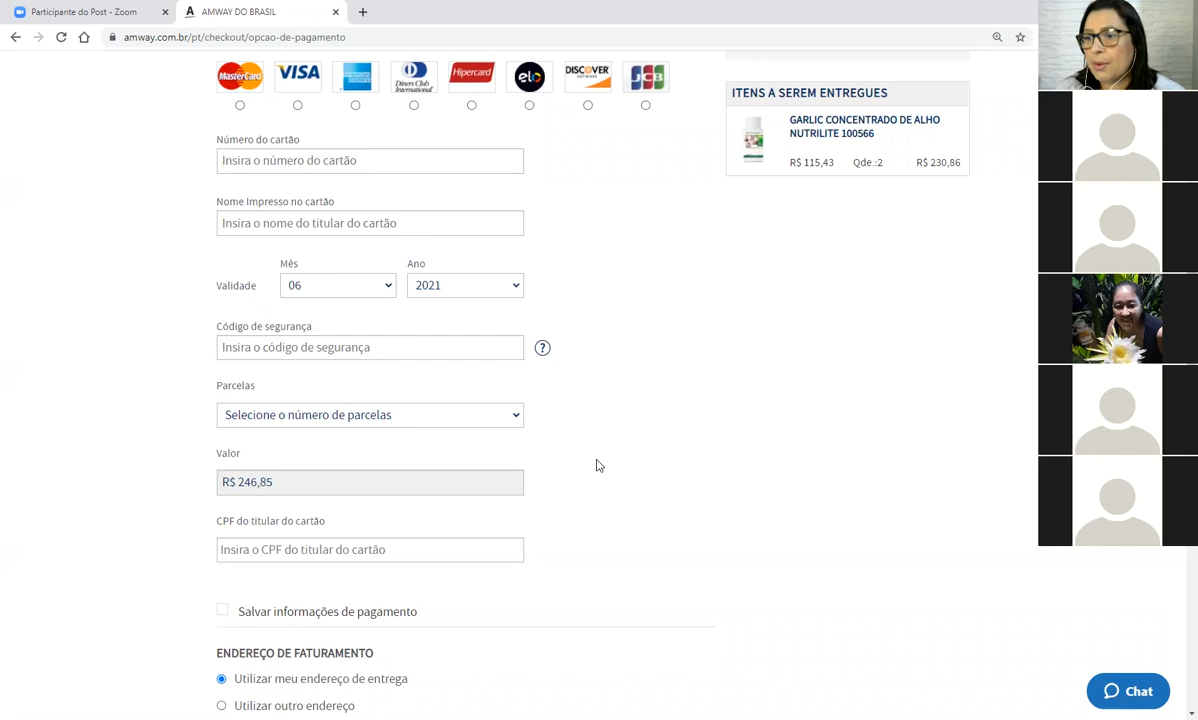 Participante do Post - Zoom
AMWAY DO BRASIL
amway.com.br/pt/checkout/opcao-de-pagamento
MasterCard
VISA
Diners Club International
Hipercard
elo
DISCOVER
NETWORK
JCB
Número do cartão
Insira o número do cartão
Nome Impresso no cartão
Insira o nome do titular do cartão
Mês
Ano
Validade
06
2021
Código de segurança
Insira o código de segurança
?
Parcelas
Selecione o número de parcelas
Valor
R$ 246,85
CPF do titular do cartão
Insira o CPF do titular do cartão
Salvar informações de pagamento
ENDEREÇO DE FATURAMENTO
Utilizar meu endereço de entrega
Utilizar outro endereço
ITENS A SEREM ENTREGUES
GARLIC CONCENTRADO DE ALHO
NUTRILITE 100566
R$ 115,43 Qde.:2 R$ 230,86
Chat